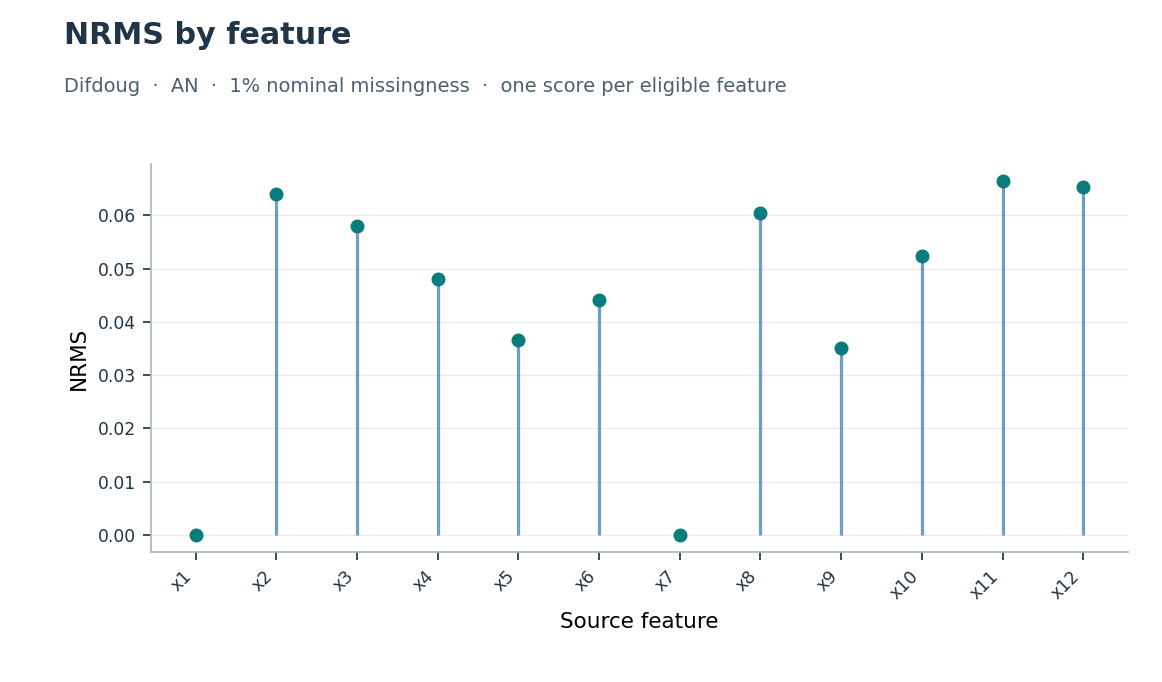 NRMS by feature
Difdoug · AN · 1% nominal missingness · one score per eligible feature
NRMS
0.06
0.05
0.04
0.03
0.02
0.01
0.00
x1 x2 x3 x4 x5 x6 x7 x8 x9 x10 x11 x12
Source feature